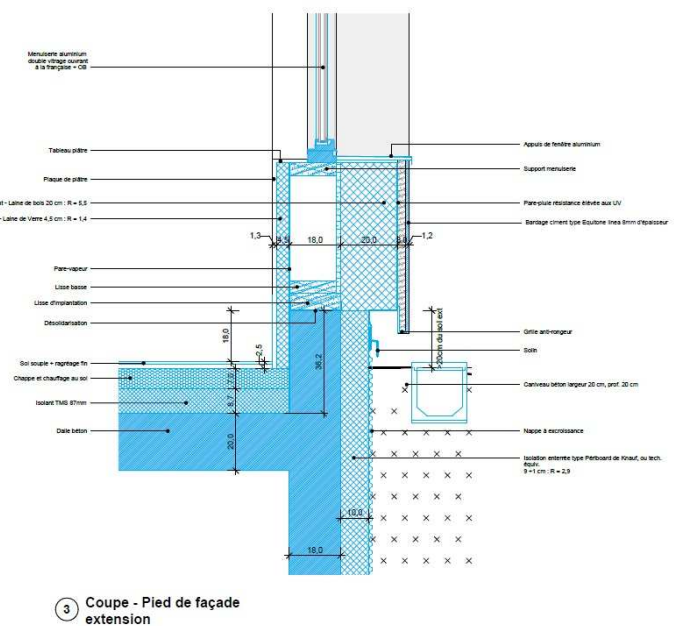 Menuiserie aluminium
double vitrage ouvrant
à la française + OB
Tableau plâtre
Plaque de plâtre
- Laine de bois 20 cm : R = 5,5
- Laine de Verre 4,5 cm : R = 1,4
1,3
4,5
18,0
20,0
1,2
Pare-vapeur
Lisse basse
Lisse d'implantation
Désolidarisation
18,0
2,5
36,2
Sol souple + ragréage fin
Chappe et chauffage au sol
7,0
Isolant TMS 87mm
8,7
Dalle béton
20,0
10,0
18,0
Appuis de fenêtre aluminium
Support menuiserie
Pare-pluie résistance élevée aux UV
Bardage ciment type Equitone linea 8mm d'épaisseur
Grille anti-rongeur
>20cm du sol ext
Solin
Caniveau béton largeur 20 cm, prof. 20 cm
Nappe à excroissance
Isolation enterrée type Périboard de Knauf, ou tech.
équiv.
9 +1 cm : R = 2,9
3 Coupe - Pied de façade
extension